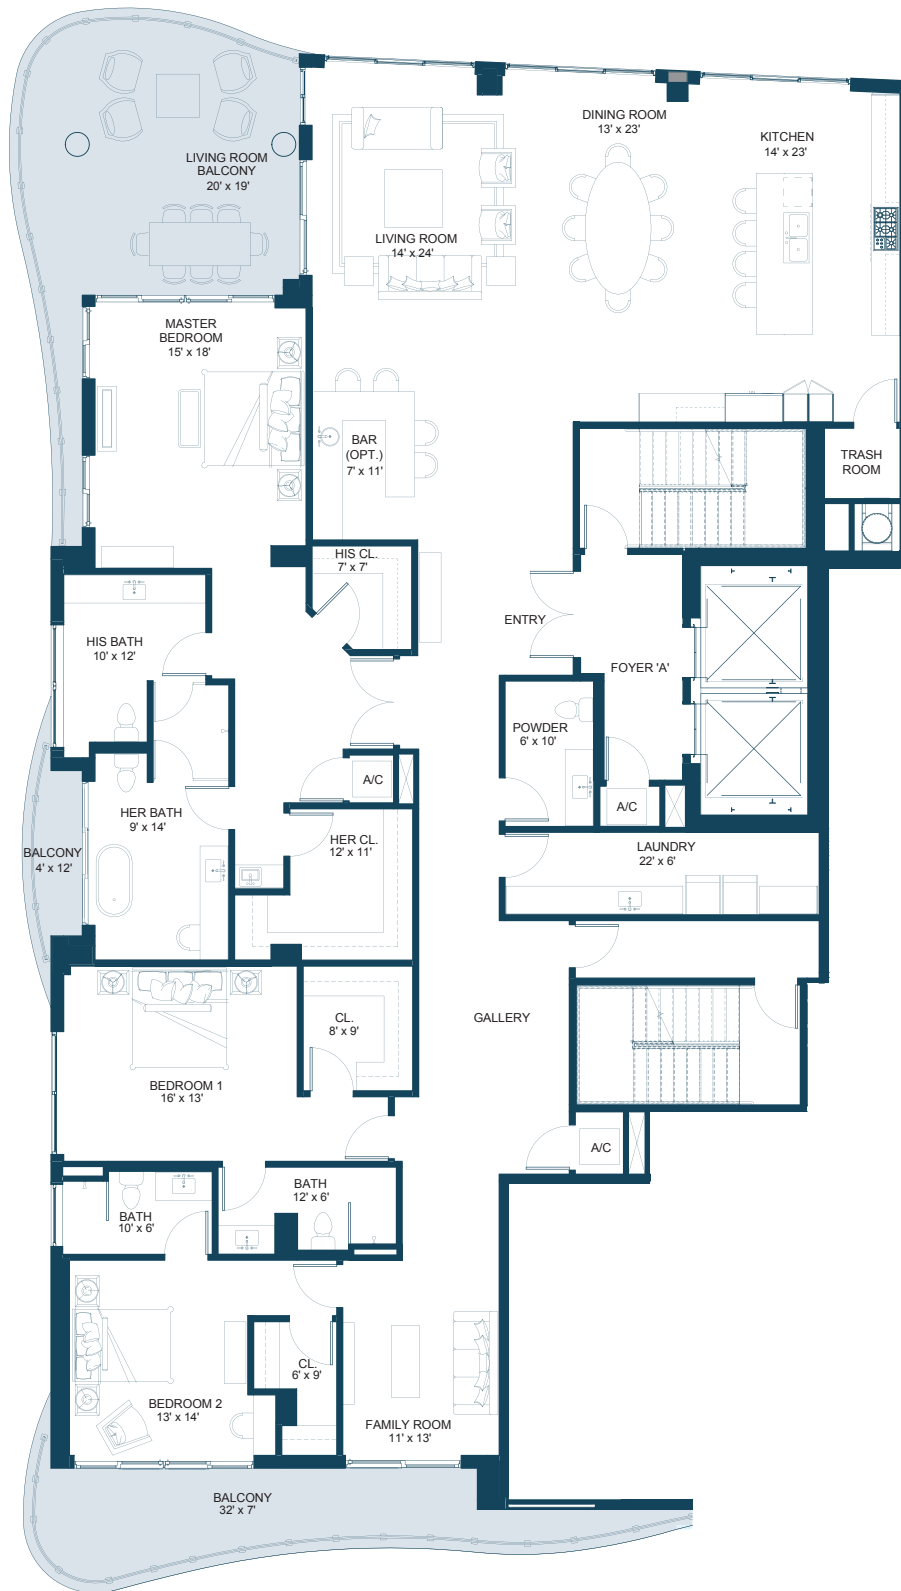 DINING ROOM
13' x 23'
KITCHEN
14' x 23'
LIVING ROOM
BALCONY
20' x 19'
LIVING ROOM
14' x 24'
MASTER
BEDROOM
15' x 18'
BAR
(OPT.)
7' x 11'
TRASH
ROOM
HIS CL.
7' x 7'
ENTRY
HIS BATH
10' x 12'
FOYER 'A'
POWDER
6' x 10'
A/C
A/C
HER BATH
9' x 14'
HER CL.
12' x 11'
LAUNDRY
22' x 6'
BALCONY
4' x 12'
CL.
8' x 9'
GALLERY
BEDROOM 1
16' x 13'
A/C
BATH
12' x 6'
BATH
10' x 6'
CL.
6' x 9'
BEDROOM 2
13' x 14'
FAMILY ROOM
11' x 13'
BALCONY
32' x 7'